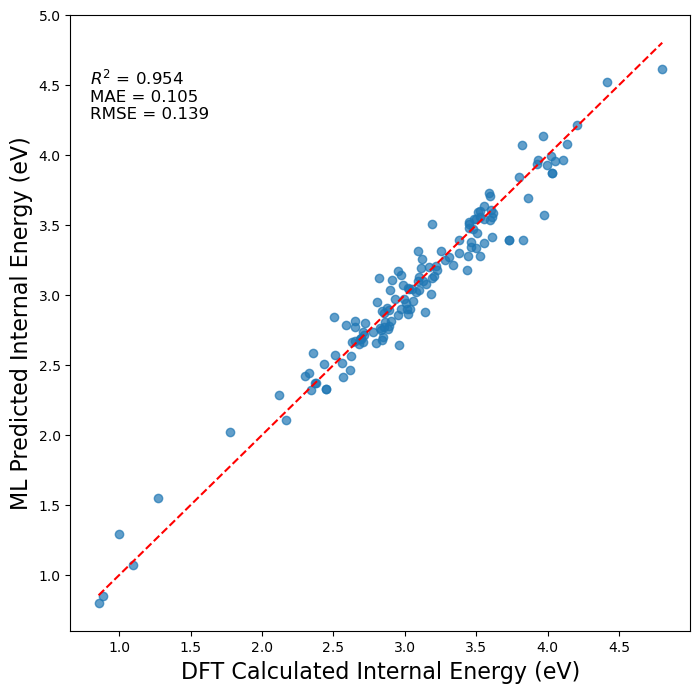 R² = 0.954
MAE = 0.105
RMSE = 0.139
ML Predicted Internal Energy (eV)
5.0
4.5
4.0
3.5
3.0
2.5
2.0
1.5
1.0
1.0 1.5 2.0 2.5 3.0 3.5 4.0 4.5
DFT Calculated Internal Energy (eV)